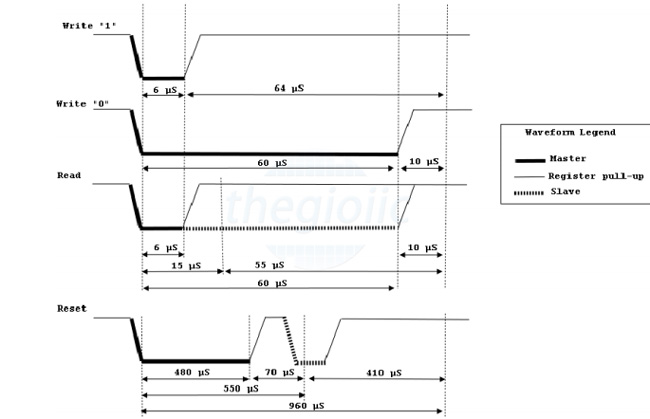 Write "1"
6 µS
64 µS
Write "0"
60 µS
10 µS
Waveform Legend
Master
Register pull-up
Slave
Read
thegioiic
6 µS
10 µS
15 µS
55 µS
60 µS
Reset
480 µS
70 µS
410 µS
550 µS
960 µS